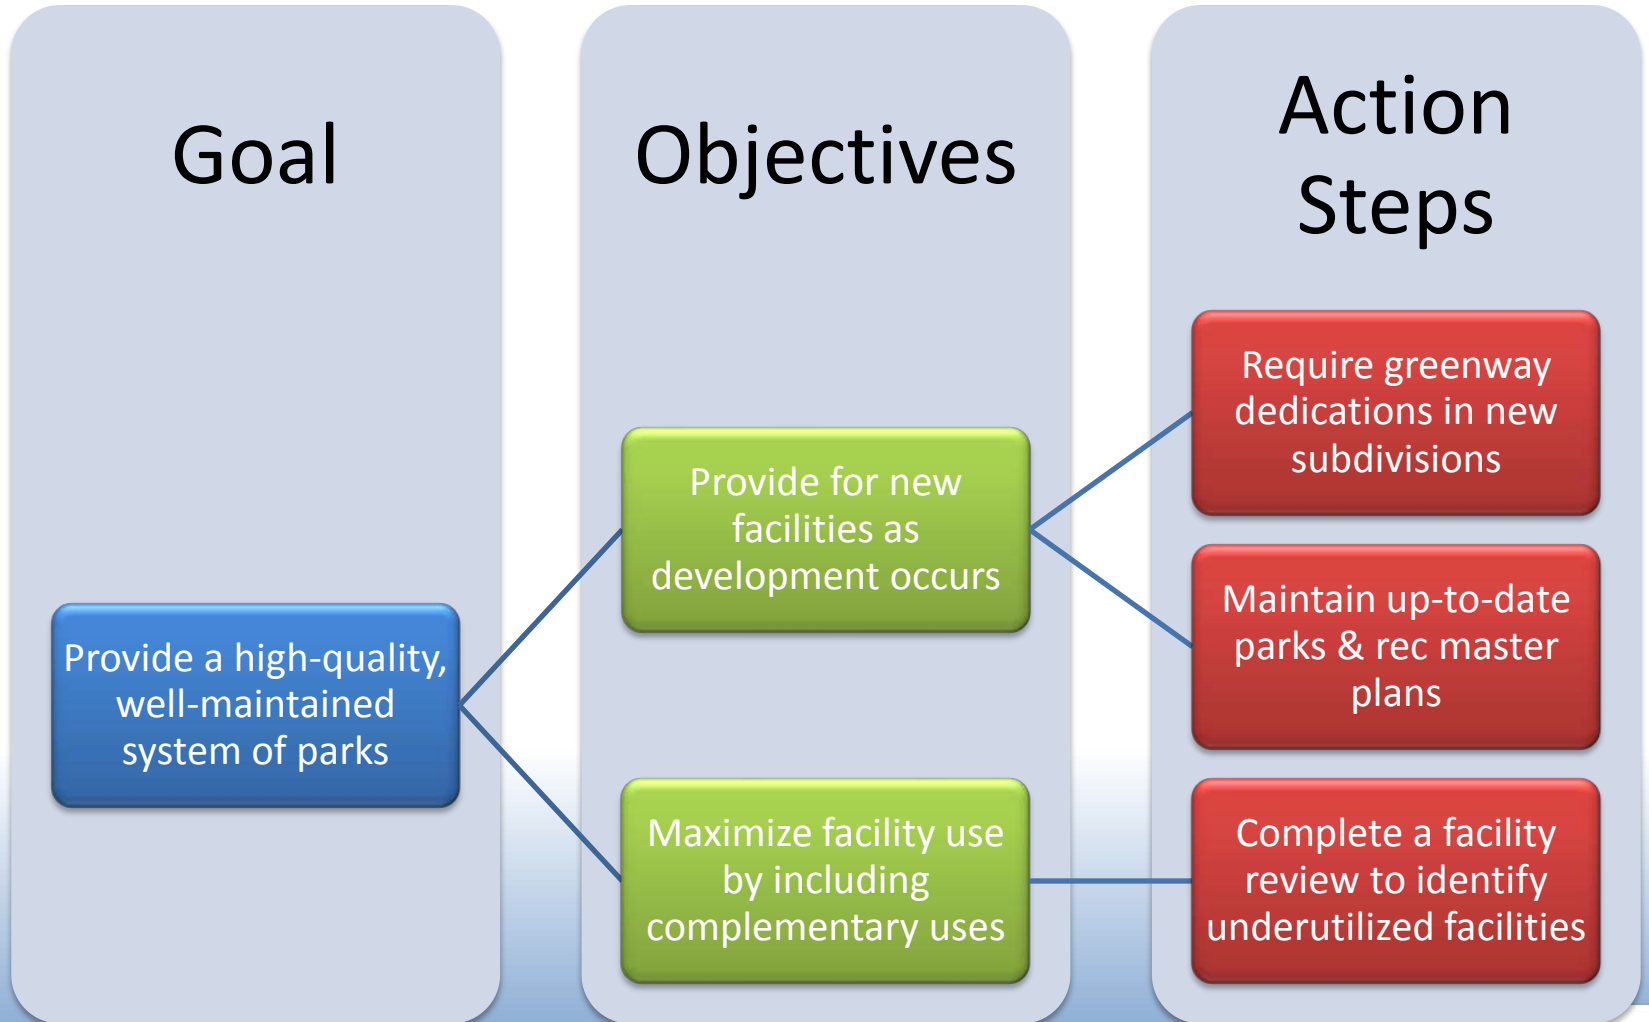 Goal
Objectives
Action
Steps
Provide a high-quality,
well-maintained
system of parks
Provide for new
facilities as
development occurs
Maximize facility use
by including
complementary uses
Require greenway
dedications in new
subdivisions
Maintain up-to-date
parks & rec master
plans
Complete a facility
review to identify
underutilized facilities